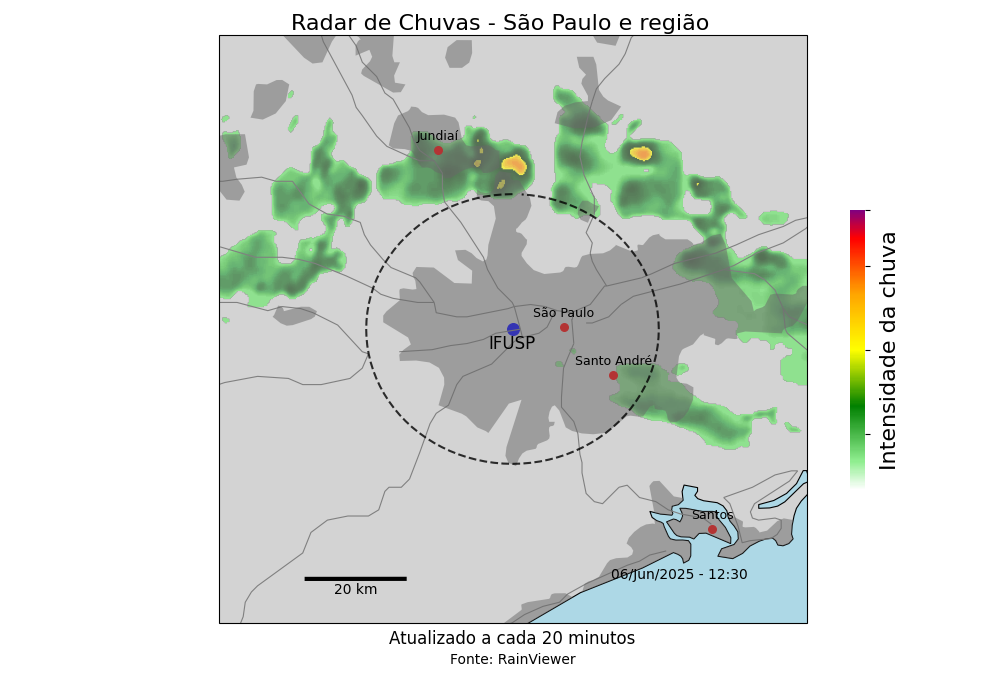 Radar de Chuvas - São Paulo e região
Jundiaí
São Paulo
IFUSP
Santo André
Intensidade da chuva
Santos
06/Jun/2025 - 12:30
20 km
Atualizado a cada 20 minutos
Fonte: RainViewer